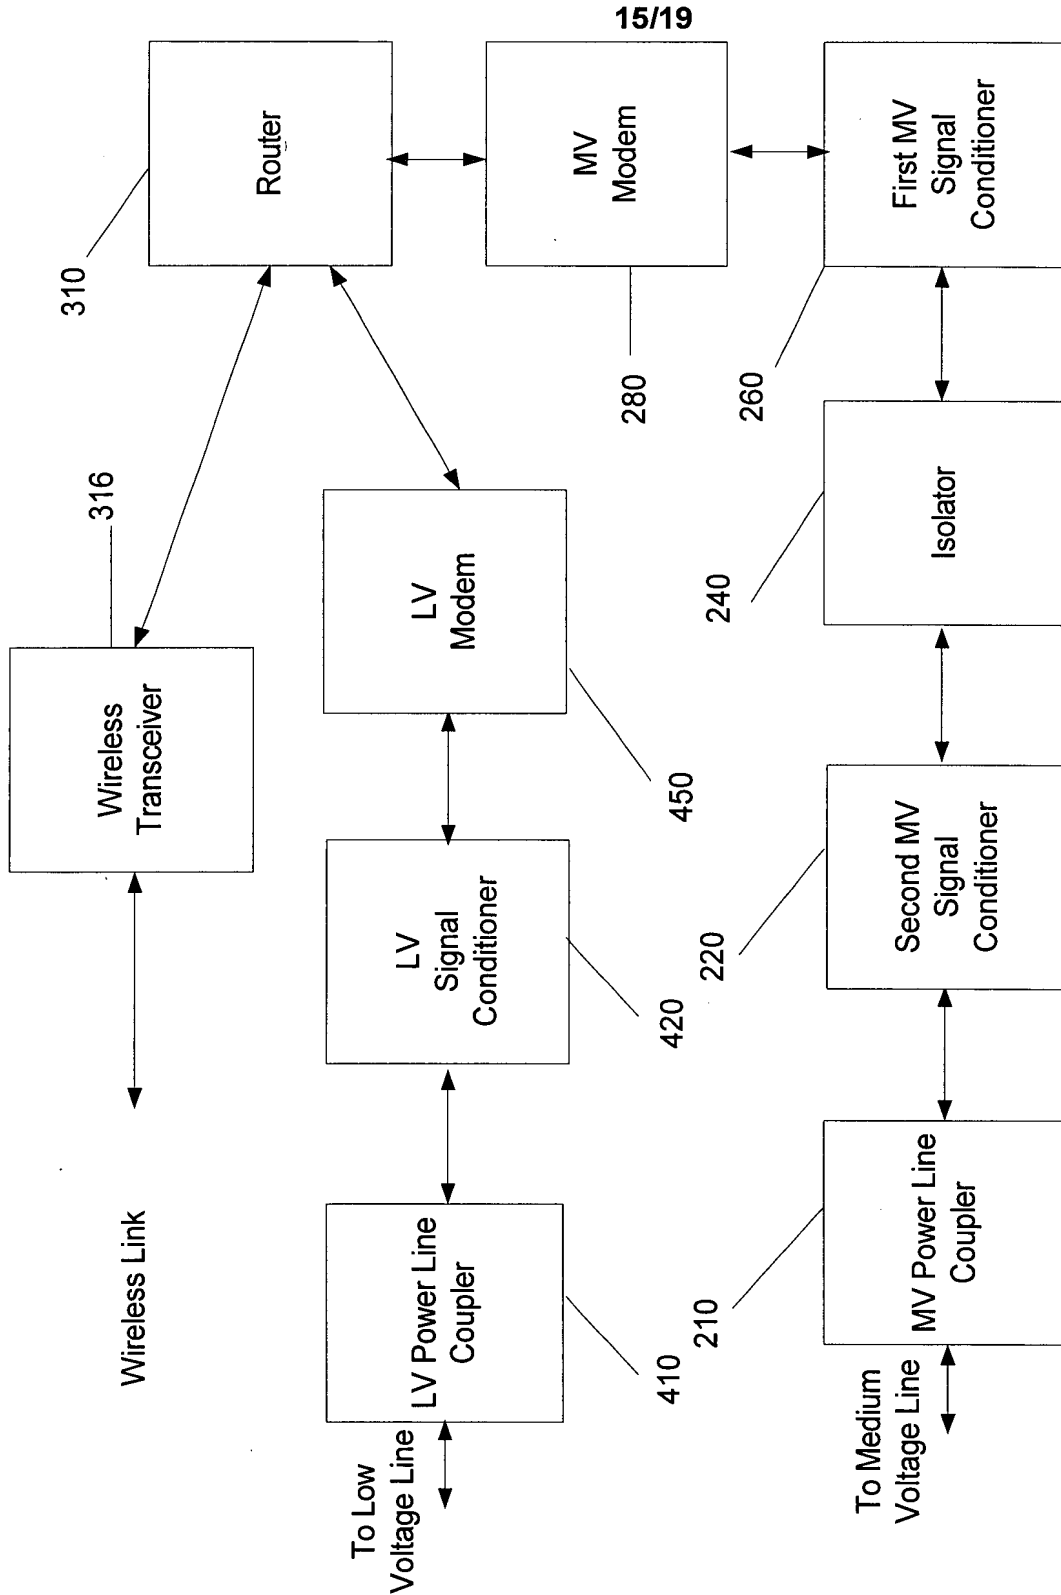 15/19
Wireless Link
Wireless
Transceiver
316
310
Router
To Low
Voltage Line
LV Power Line
Coupler
410
LV
Signal
Conditioner
420
LV
Modem
450
MV
Modem
280
To Medium
Voltage Line
MV Power Line
Coupler
210
Second MV
Signal
Conditioner
220
Isolator
240
First MV
Signal
Conditioner
260